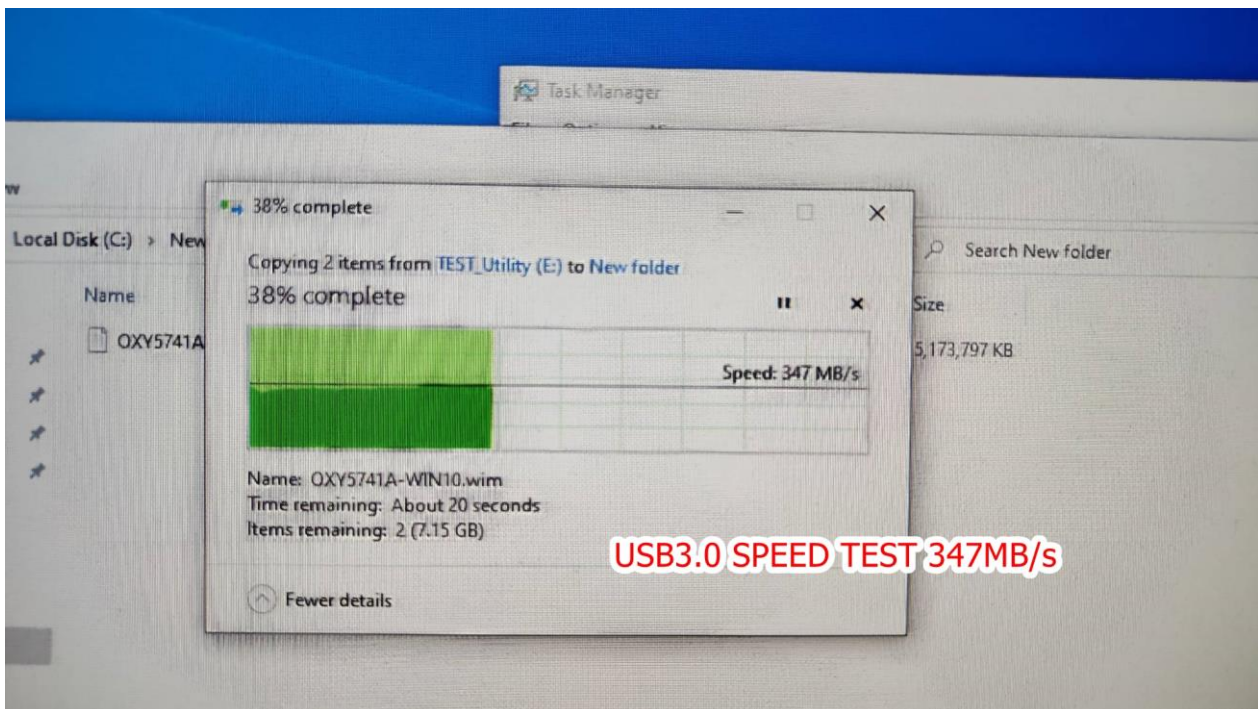 Task Manager
38% complete
Local Disk (C:) > New
Search New folder
Copying 2 items from TEST_Utility (E:) to New folder
Name
38% complete
Size
OXY5741A
5,173,797 KB
Speed: 347 MB/s
Name: OXY5741A-WIN10.wim
Time remaining: About 20 seconds
Items remaining: 2 (7.15 GB)
USB3.0 SPEED TEST 347MB/s
Fewer details